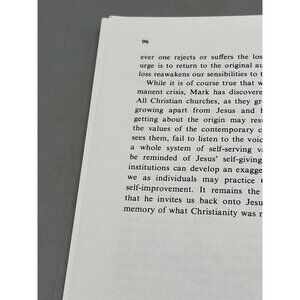 96
ever one rejects or suffers the los
urge is to return to the original au
loss reawakens our sensibilities to t
While it is of course true that w
manent crisis, Mark has discovere
All Christian churches, as they gr
growing apart from Jesus and h
getting about the origin may resu
the values of the contemporary c
sees them, fail to listen to the voic
a whole system of self-serving va
be reminded of Jesus' self-giving
institutions can develop an exagge
we as individuals may practice e
self-improvement. It remains the
that he invites us back onto Jesu
memory of what Christianity was r